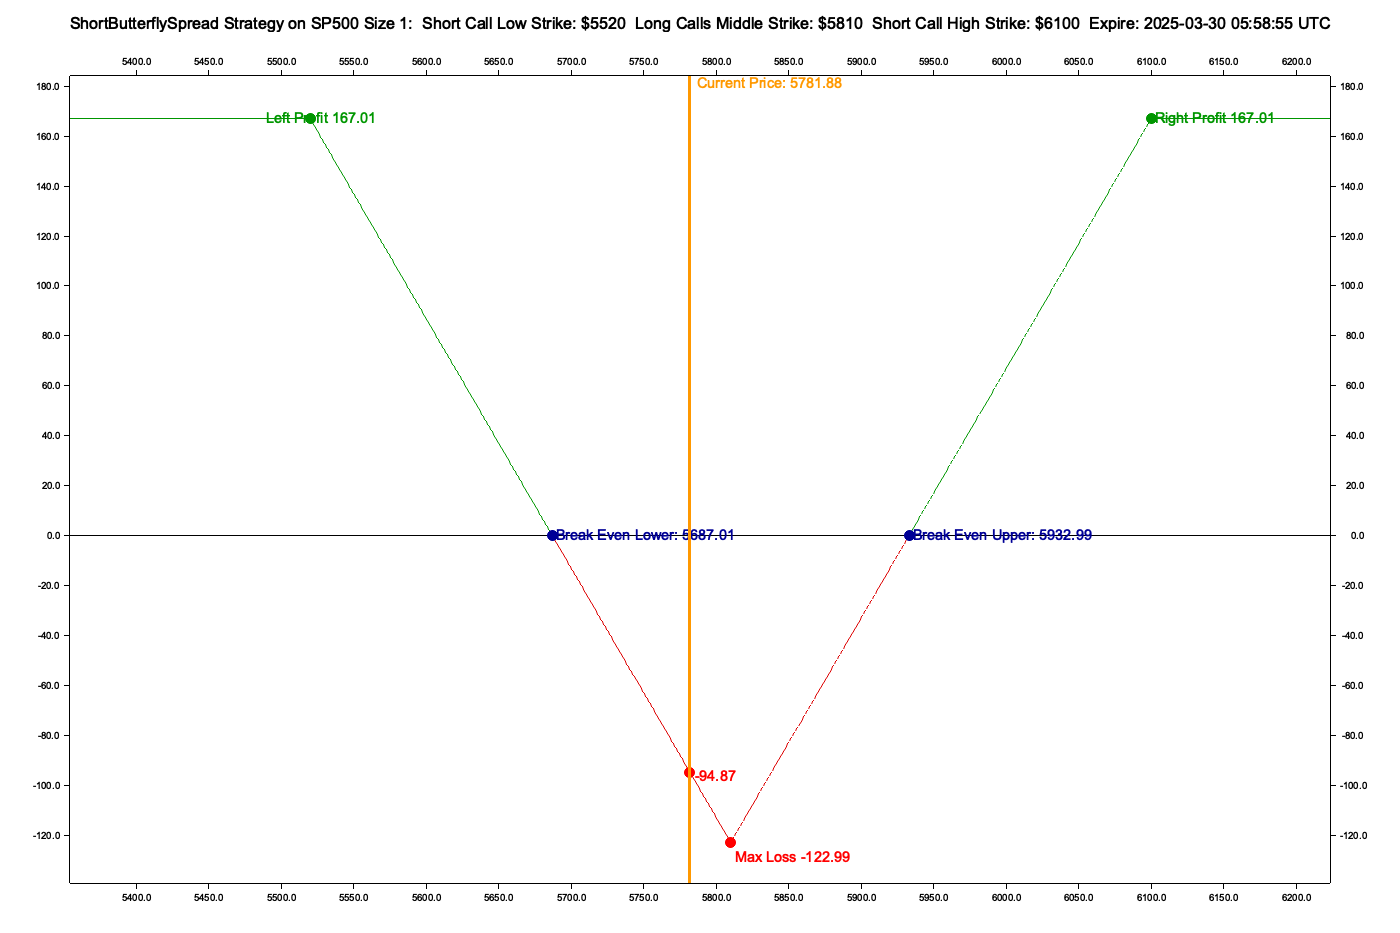 ShortButterflySpread Strategy on SP500 Size 1:  Short Call Low Strike: $5520  Long Calls Middle Strike: $5810  Short Call High Strike: $6100  Expire: 2025-03-30 05:58:55 UTC
5400.0 5450.0 5500.0 5550.0 5600.0 5650.0 5700.0 5750.0 5800.0 5850.0 5900.0 5950.0 6000.0 6050.0 6100.0 6150.0 6200.0
180.0 Current Price: 5781.88 180.0
Left Profit 167.01 Right Profit 167.01
160.0 160.0
140.0 140.0
120.0 120.0
100.0 100.0
80.0 80.0
60.0 60.0
40.0 40.0
20.0 20.0
0.0 Break Even Lower: 5687.01 Break Even Upper: 5932.99 0.0
-20.0 -20.0
-40.0 -40.0
-60.0 -60.0
-80.0 -80.0
-94.87
-100.0 -100.0
-120.0 -120.0
Max Loss -122.99
5400.0 5450.0 5500.0 5550.0 5600.0 5650.0 5700.0 5750.0 5800.0 5850.0 5900.0 5950.0 6000.0 6050.0 6100.0 6150.0 6200.0